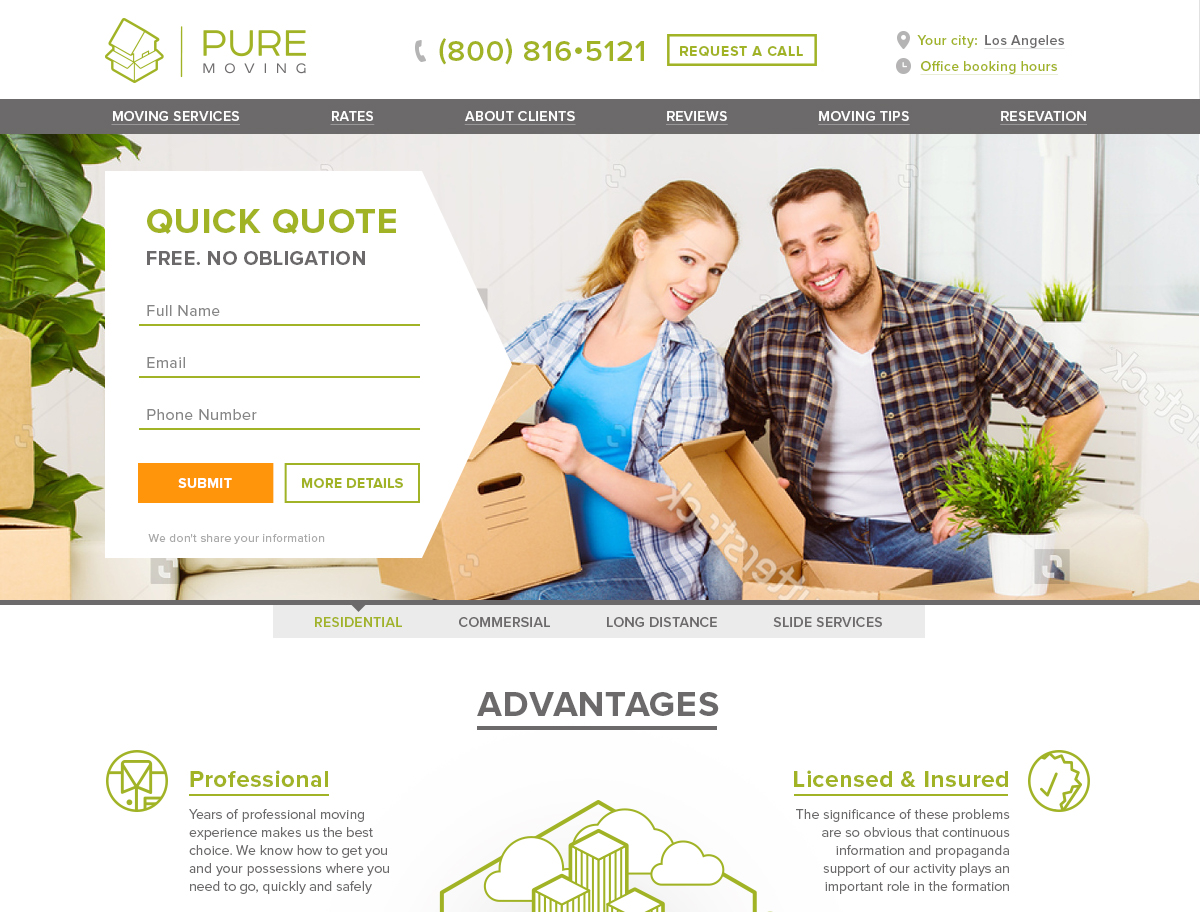 PURE
MOVING
(800) 816•5121
REQUEST A CALL
Your city: Los Angeles
Office booking hours
MOVING SERVICES
RATES
ABOUT CLIENTS
REVIEWS
MOVING TIPS
RESEVATION
QUICK QUOTE
FREE. NO OBLIGATION
Full Name
Email
Phone Number
SUBMIT
MORE DETAILS
We don't share your information
RESIDENTIAL
COMMERSIAL
LONG DISTANCE
SLIDE SERVICES
ADVANTAGES
Professional
Years of professional moving
experience makes us the best
choice. We know how to get you
and your possessions where you
need to go, quickly and safely
Licensed & Insured
The significance of these problems
are so obvious that continuous
information and propaganda
support of our activity plays an
important role in the formation